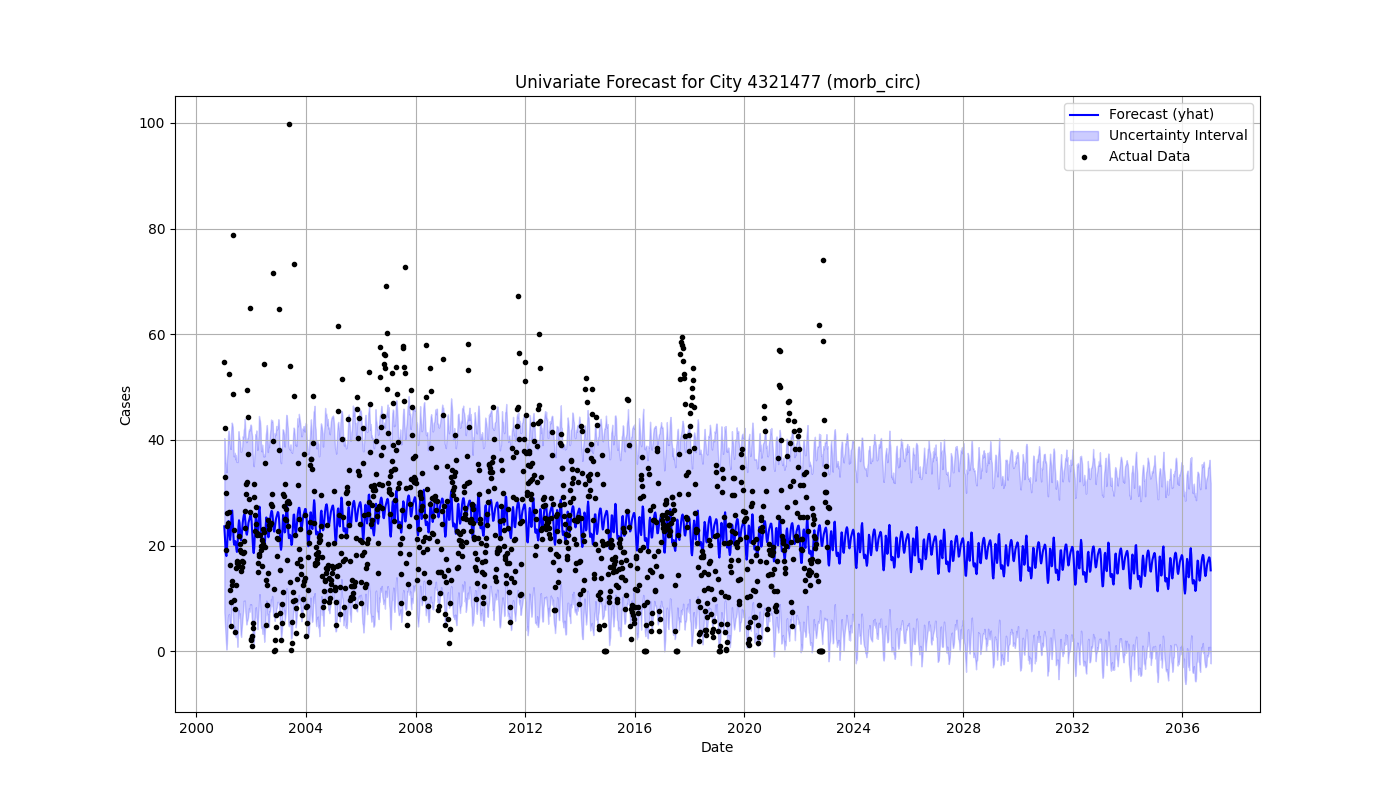 Univariate Forecast for City 4321477 (morb_circ)
Forecast (yhat)
Uncertainty Interval
Actual Data
100
80
60
40
20
0
Cases
2000 2004 2008 2012 2016 2020 2024 2028 2032 2036
Date